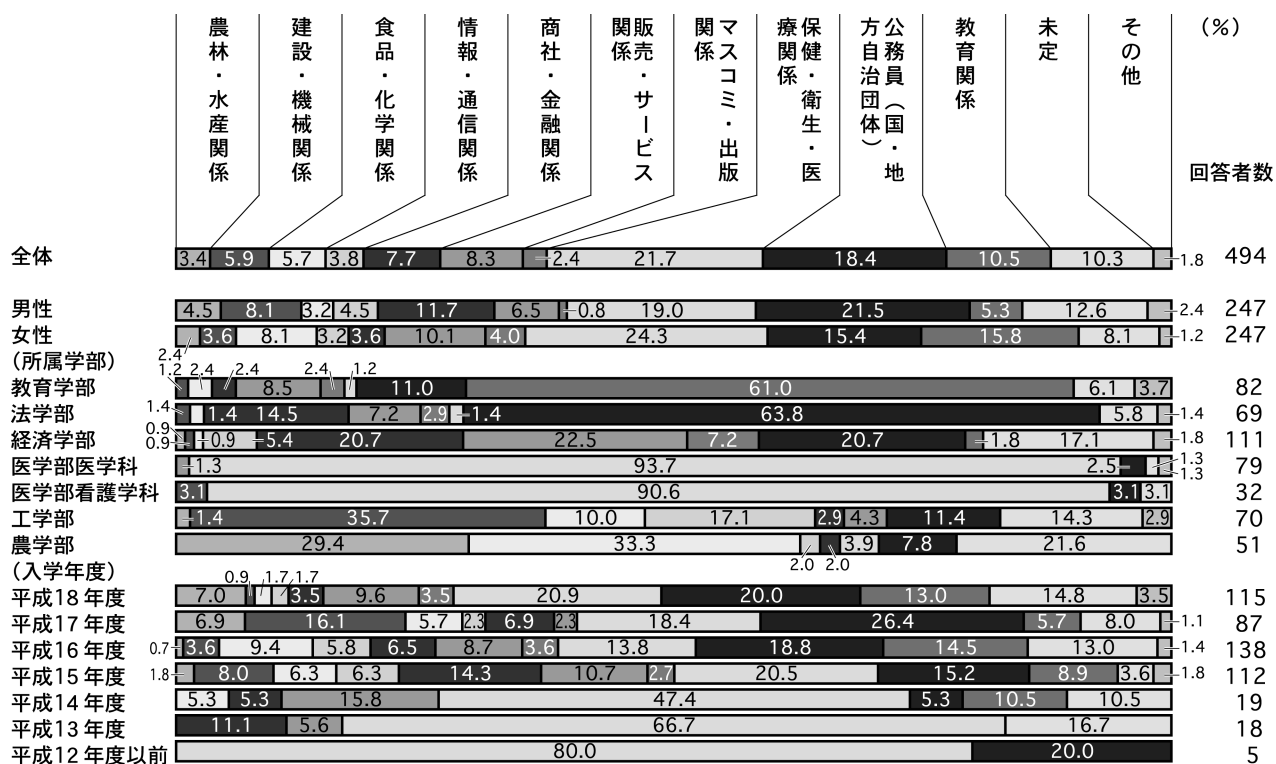 農林・水産関係
建設・機械関係
食品・化学関係
情報・通信関係
商社・金融関係
販売・サービス
関係
マスコミ・出版
関係
保健・衛生・医
療関係
公務員（国・地
方自治団体）
教育関係
未定
その他
（%）
回答者数
全体 3.4 5.9 5.7 3.8 7.7 8.3 2.4 21.7 18.4 10.5 10.3 1.8 494
男性 4.5 8.1 3.2 4.5 11.7 6.5 0.8 19.0 21.5 5.3 12.6 2.4 247
女性 2.4 3.6 8.1 3.2 3.6 10.1 4.0 24.3 15.4 15.8 8.1 1.2 247
(所属学部)
教育学部 1.2 2.4 2.4 8.5 2.4 1.2 11.0 61.0 6.1 3.7 82
法学部 1.4 1.4 14.5 7.2 2.9 1.4 63.8 5.8 1.4 69
経済学部 0.9 0.9 0.9 5.4 20.7 22.5 7.2 20.7 1.8 17.1 1.8 111
医学部医学科 1.3 93.7 2.5 1.3 1.3 79
医学部看護学科 3.1 90.6 3.1 3.1 32
工学部 1.4 35.7 10.0 17.1 2.9 4.3 11.4 14.3 2.9 70
農学部 29.4 33.3 2.0 2.0 3.9 7.8 21.6 51
(入学年度)
平成18年度 7.0 0.9 1.7 1.7 3.5 9.6 3.5 20.9 20.0 13.0 14.8 3.5 115
平成17年度 6.9 16.1 5.7 2.3 6.9 2.3 18.4 26.4 5.7 8.0 1.1 87
平成16年度 0.7 3.6 9.4 5.8 6.5 8.7 3.6 13.8 18.8 14.5 13.0 1.4 138
平成15年度 1.8 8.0 6.3 6.3 14.3 10.7 2.7 20.5 15.2 8.9 3.6 1.8 112
平成14年度 5.3 5.3 15.8 47.4 5.3 10.5 10.5 19
平成13年度 11.1 5.6 66.7 16.7 18
平成12年度以前 80.0 20.0 5